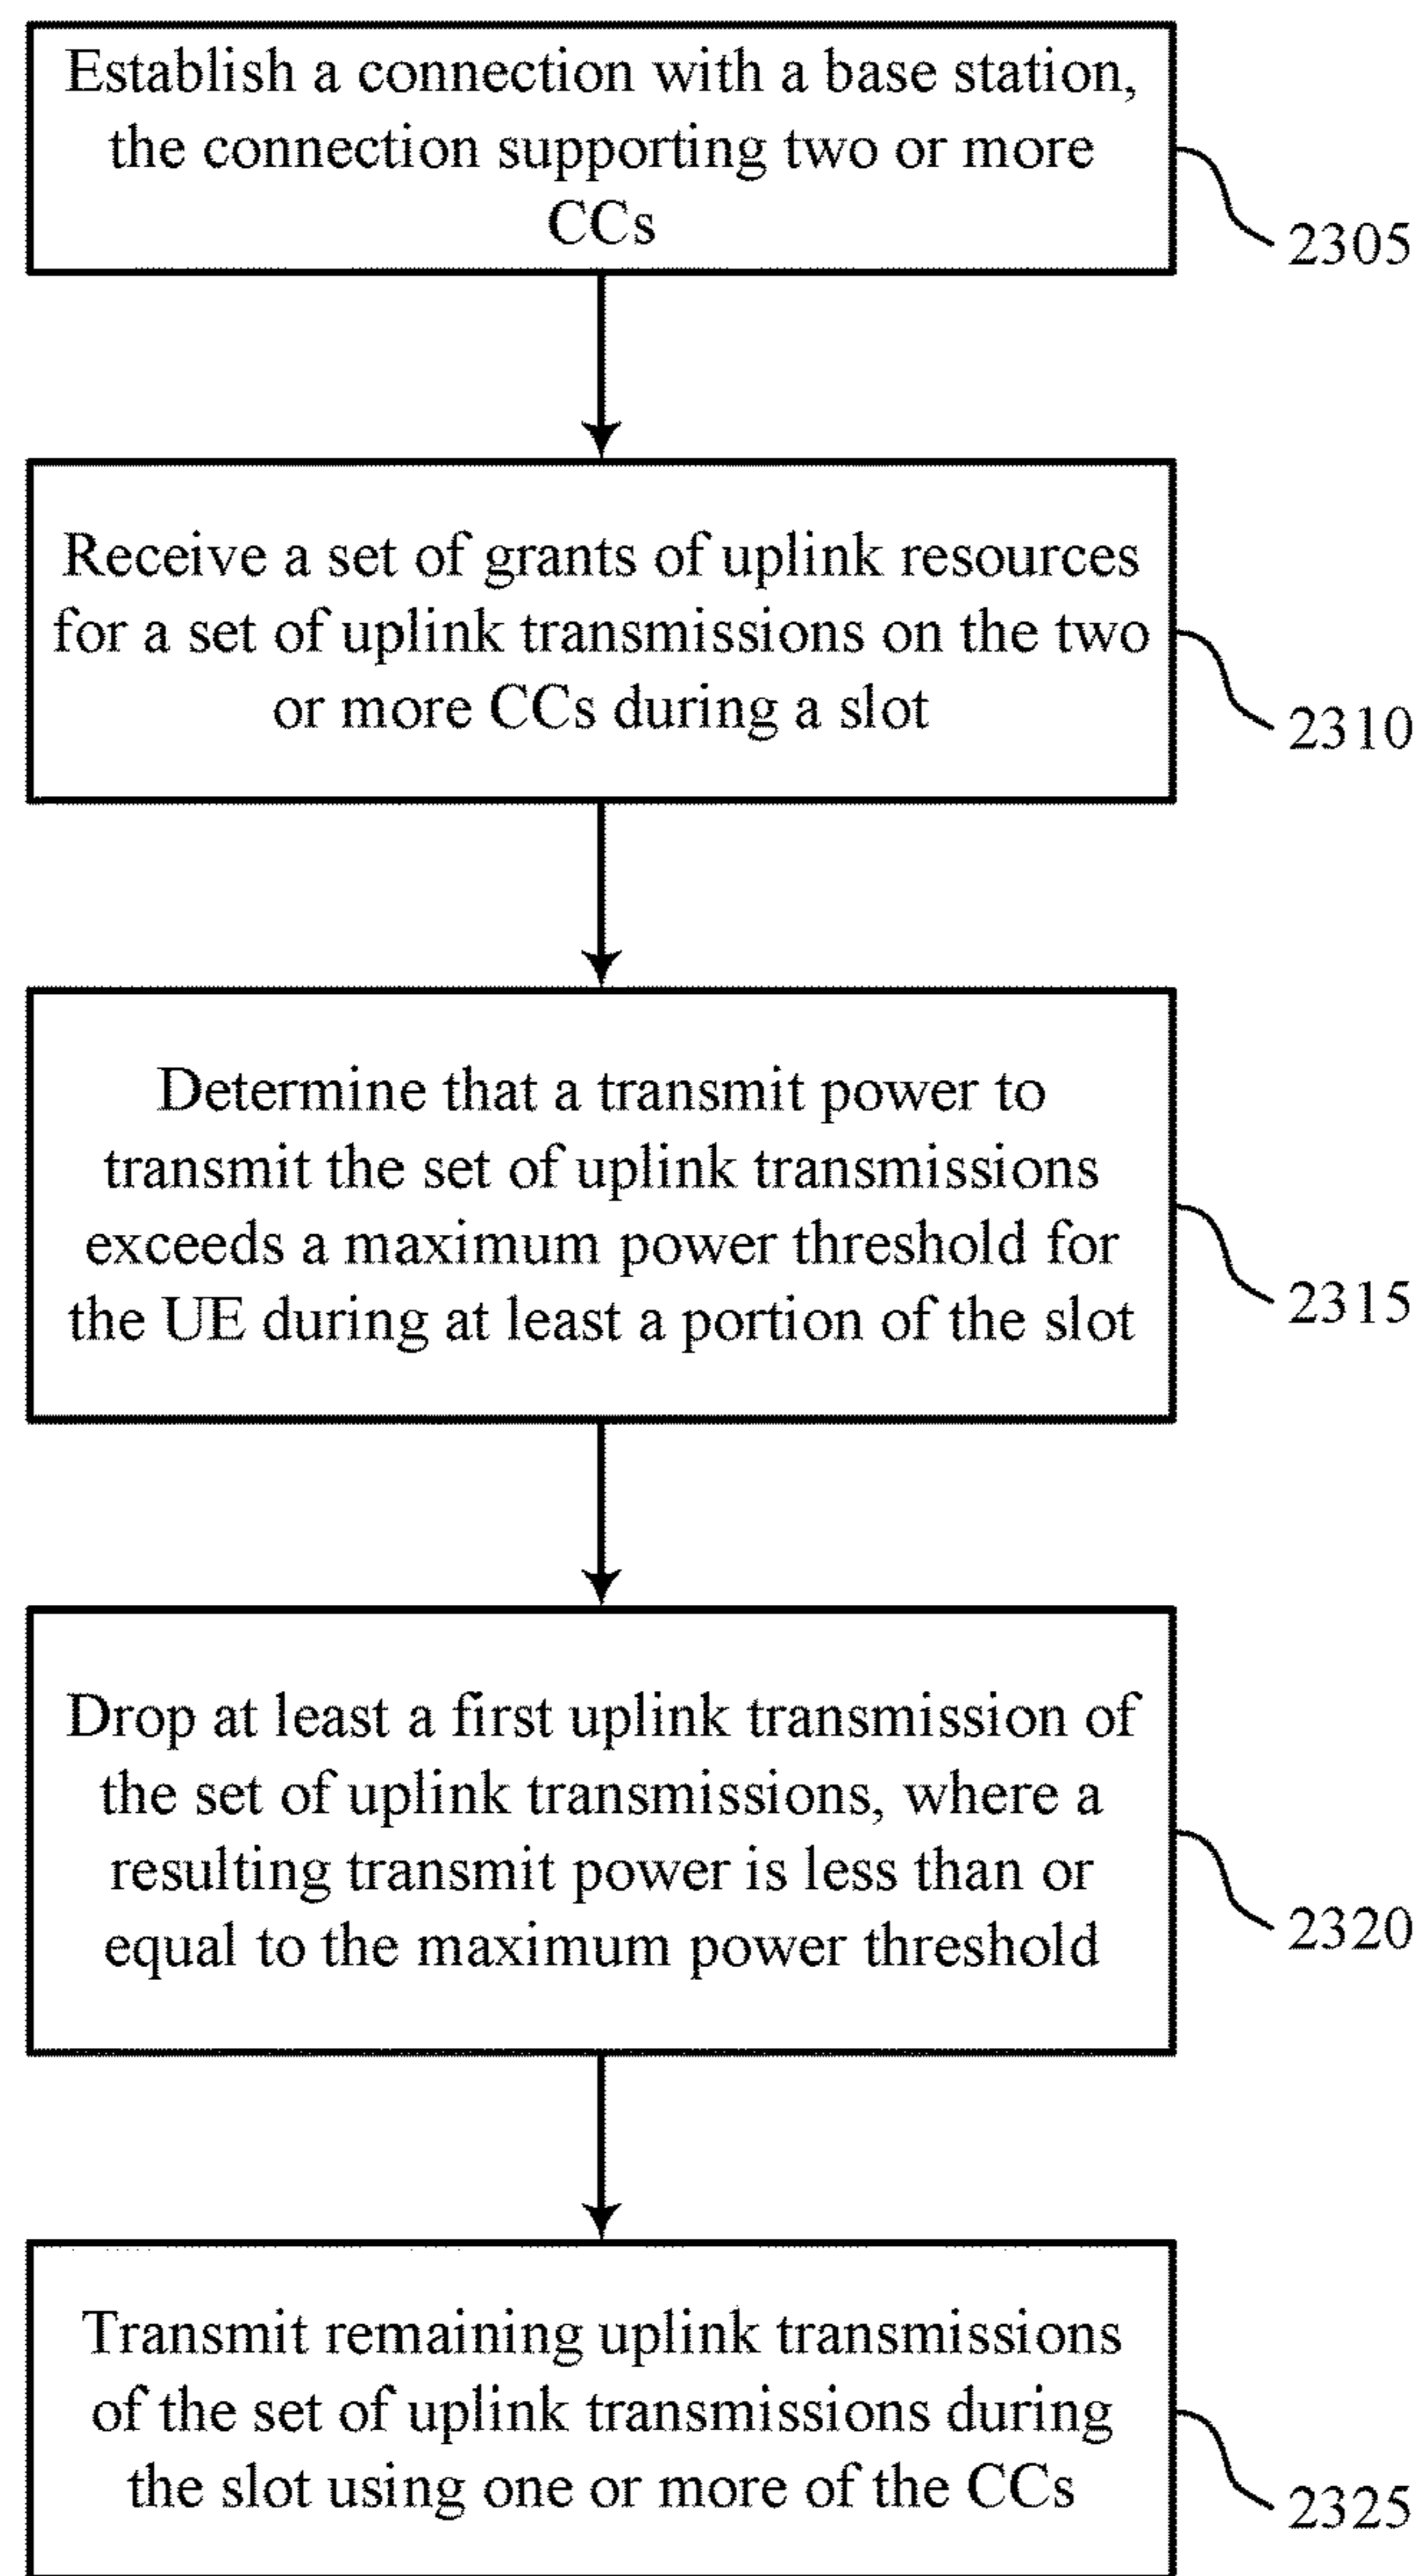 Establish a connection with a base station,
the connection supporting two or more
CCs
2305
Receive a set of grants of uplink resources
for a set of uplink transmissions on the two
or more CCs during a slot
2310
Determine that a transmit power to
transmit the set of uplink transmissions
exceeds a maximum power threshold for
the UE during at least a portion of the slot
2315
Drop at least a first uplink transmission of
the set of uplink transmissions, where a
resulting transmit power is less than or
equal to the maximum power threshold
2320
Transmit remaining uplink transmissions
of the set of uplink transmissions during
the slot using one or more of the CCs
2325